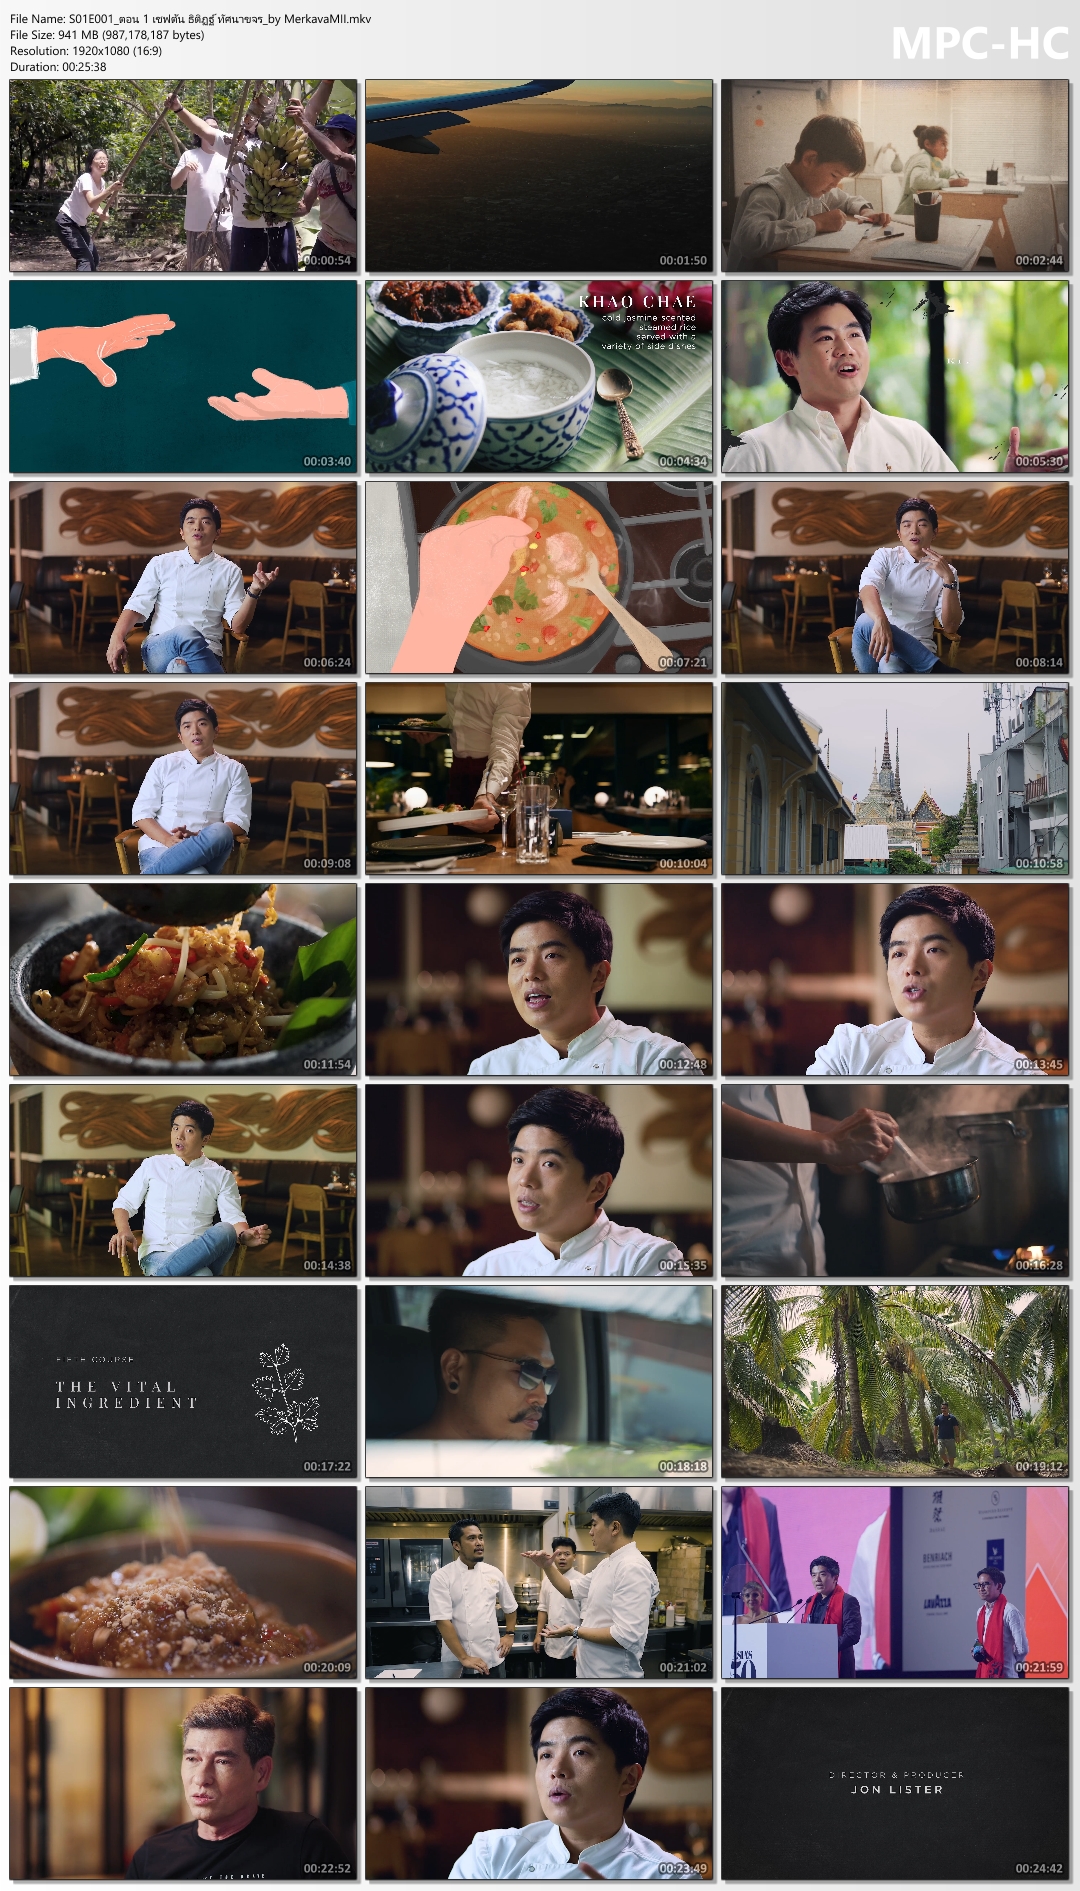 File Name: S01E001_ตอน 1 เชฟตัน ธิติฏฐ์ ทัศนาขจร_by MerkavaMII.mkv
File Size: 941 MB (987,178,187 bytes)
Resolution: 1920x1080 (16:9)
Duration: 00:25:38
MPC-HC
00:00:54
00:01:50
00:02:44
00:03:40
KHAO CHAE
cold jasmine scented
steamed rice
served with a
variety of side dishes
00:04:34
00:05:30
00:06:24
00:07:21
00:08:14
00:09:08
00:10:04
00:10:58
00:11:54
00:12:48
00:13:45
00:14:38
00:15:35
00:16:28
FIFTH COURSE
THE VITAL
INGREDIENT
00:17:22
00:18:18
00:19:12
00:20:09
00:21:02
BENRIACH
LAVAZZA
00:21:59
00:22:52
00:23:49
DIRECTOR & PRODUCER
JON LISTER
00:24:42